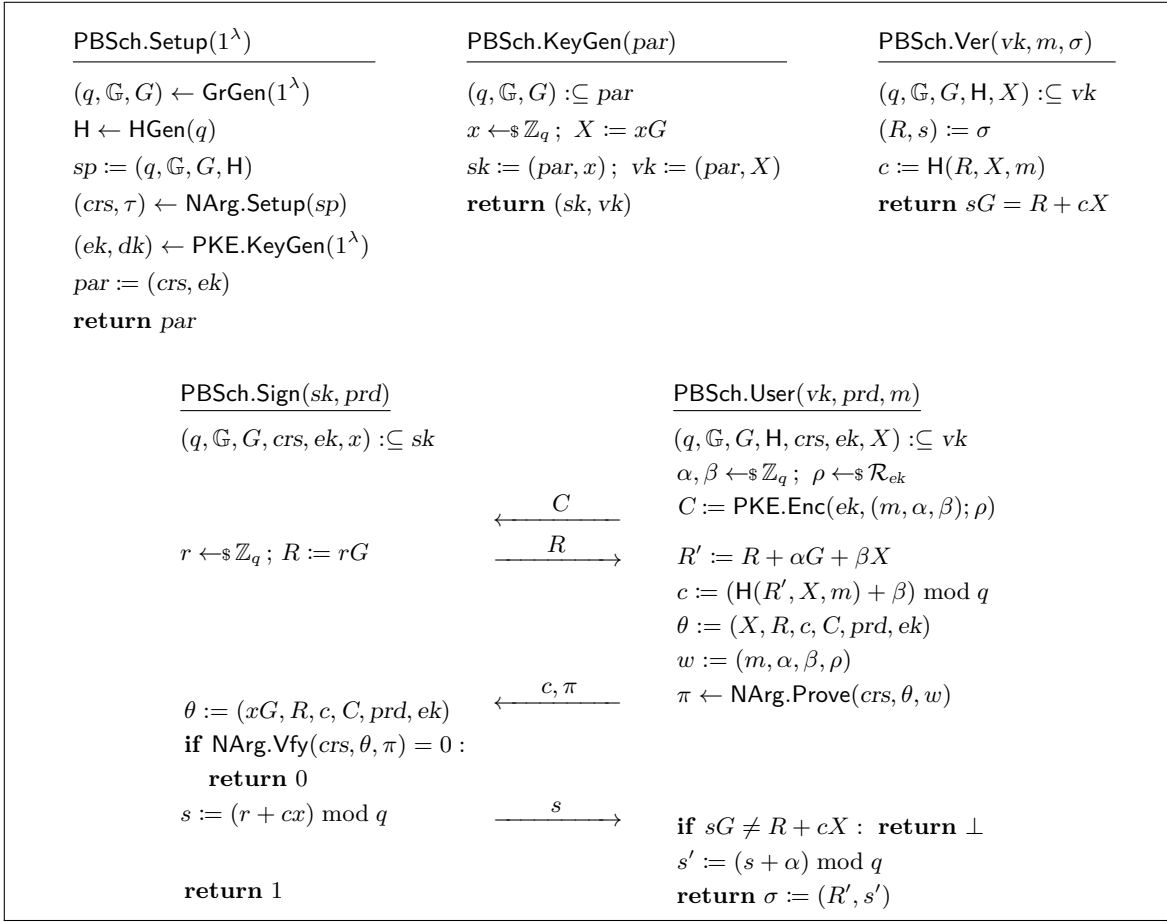 PBSch.Setup(1^λ)
(q, 𝔾, G) ← GrGen(1^λ)
H ← HGen(q)
sp := (q, 𝔾, G, H)
(crs, τ) ← NArg.Setup(sp)
(ek, dk) ← PKE.KeyGen(1^λ)
par := (crs, ek)
return par
PBSch.KeyGen(par)
(q, 𝔾, G) :⊆ par
x ←$ ℤ_q ; X := xG
sk := (par, x) ; vk := (par, X)
return (sk, vk)
PBSch.Ver(vk, m, σ)
(q, 𝔾, G, H, X) :⊆ vk
(R, s) := σ
c := H(R, X, m)
return sG = R + cX
PBSch.Sign(sk, prd)
(q, 𝔾, G, crs, ek, x) :⊆ sk
PBSch.User(vk, prd, m)
(q, 𝔾, G, H, crs, ek, X) :⊆ vk
α, β ←$ ℤ_q ; ρ ←$ ℛ_ek
C
C := PKE.Enc(ek, (m, α, β); ρ)
r ←$ ℤ_q ; R := rG
R
R′ := R + αG + βX
c := (H(R′, X, m) + β) mod q
θ := (X, R, c, C, prd, ek)
w := (m, α, β, ρ)
c, π
π ← NArg.Prove(crs, θ, w)
θ := (xG, R, c, C, prd, ek)
if NArg.Vfy(crs, θ, π) = 0 :
return 0
s := (r + cx) mod q
s
if sG ≠ R + cX : return ⊥
s′ := (s + α) mod q
return 1
return σ := (R′, s′)